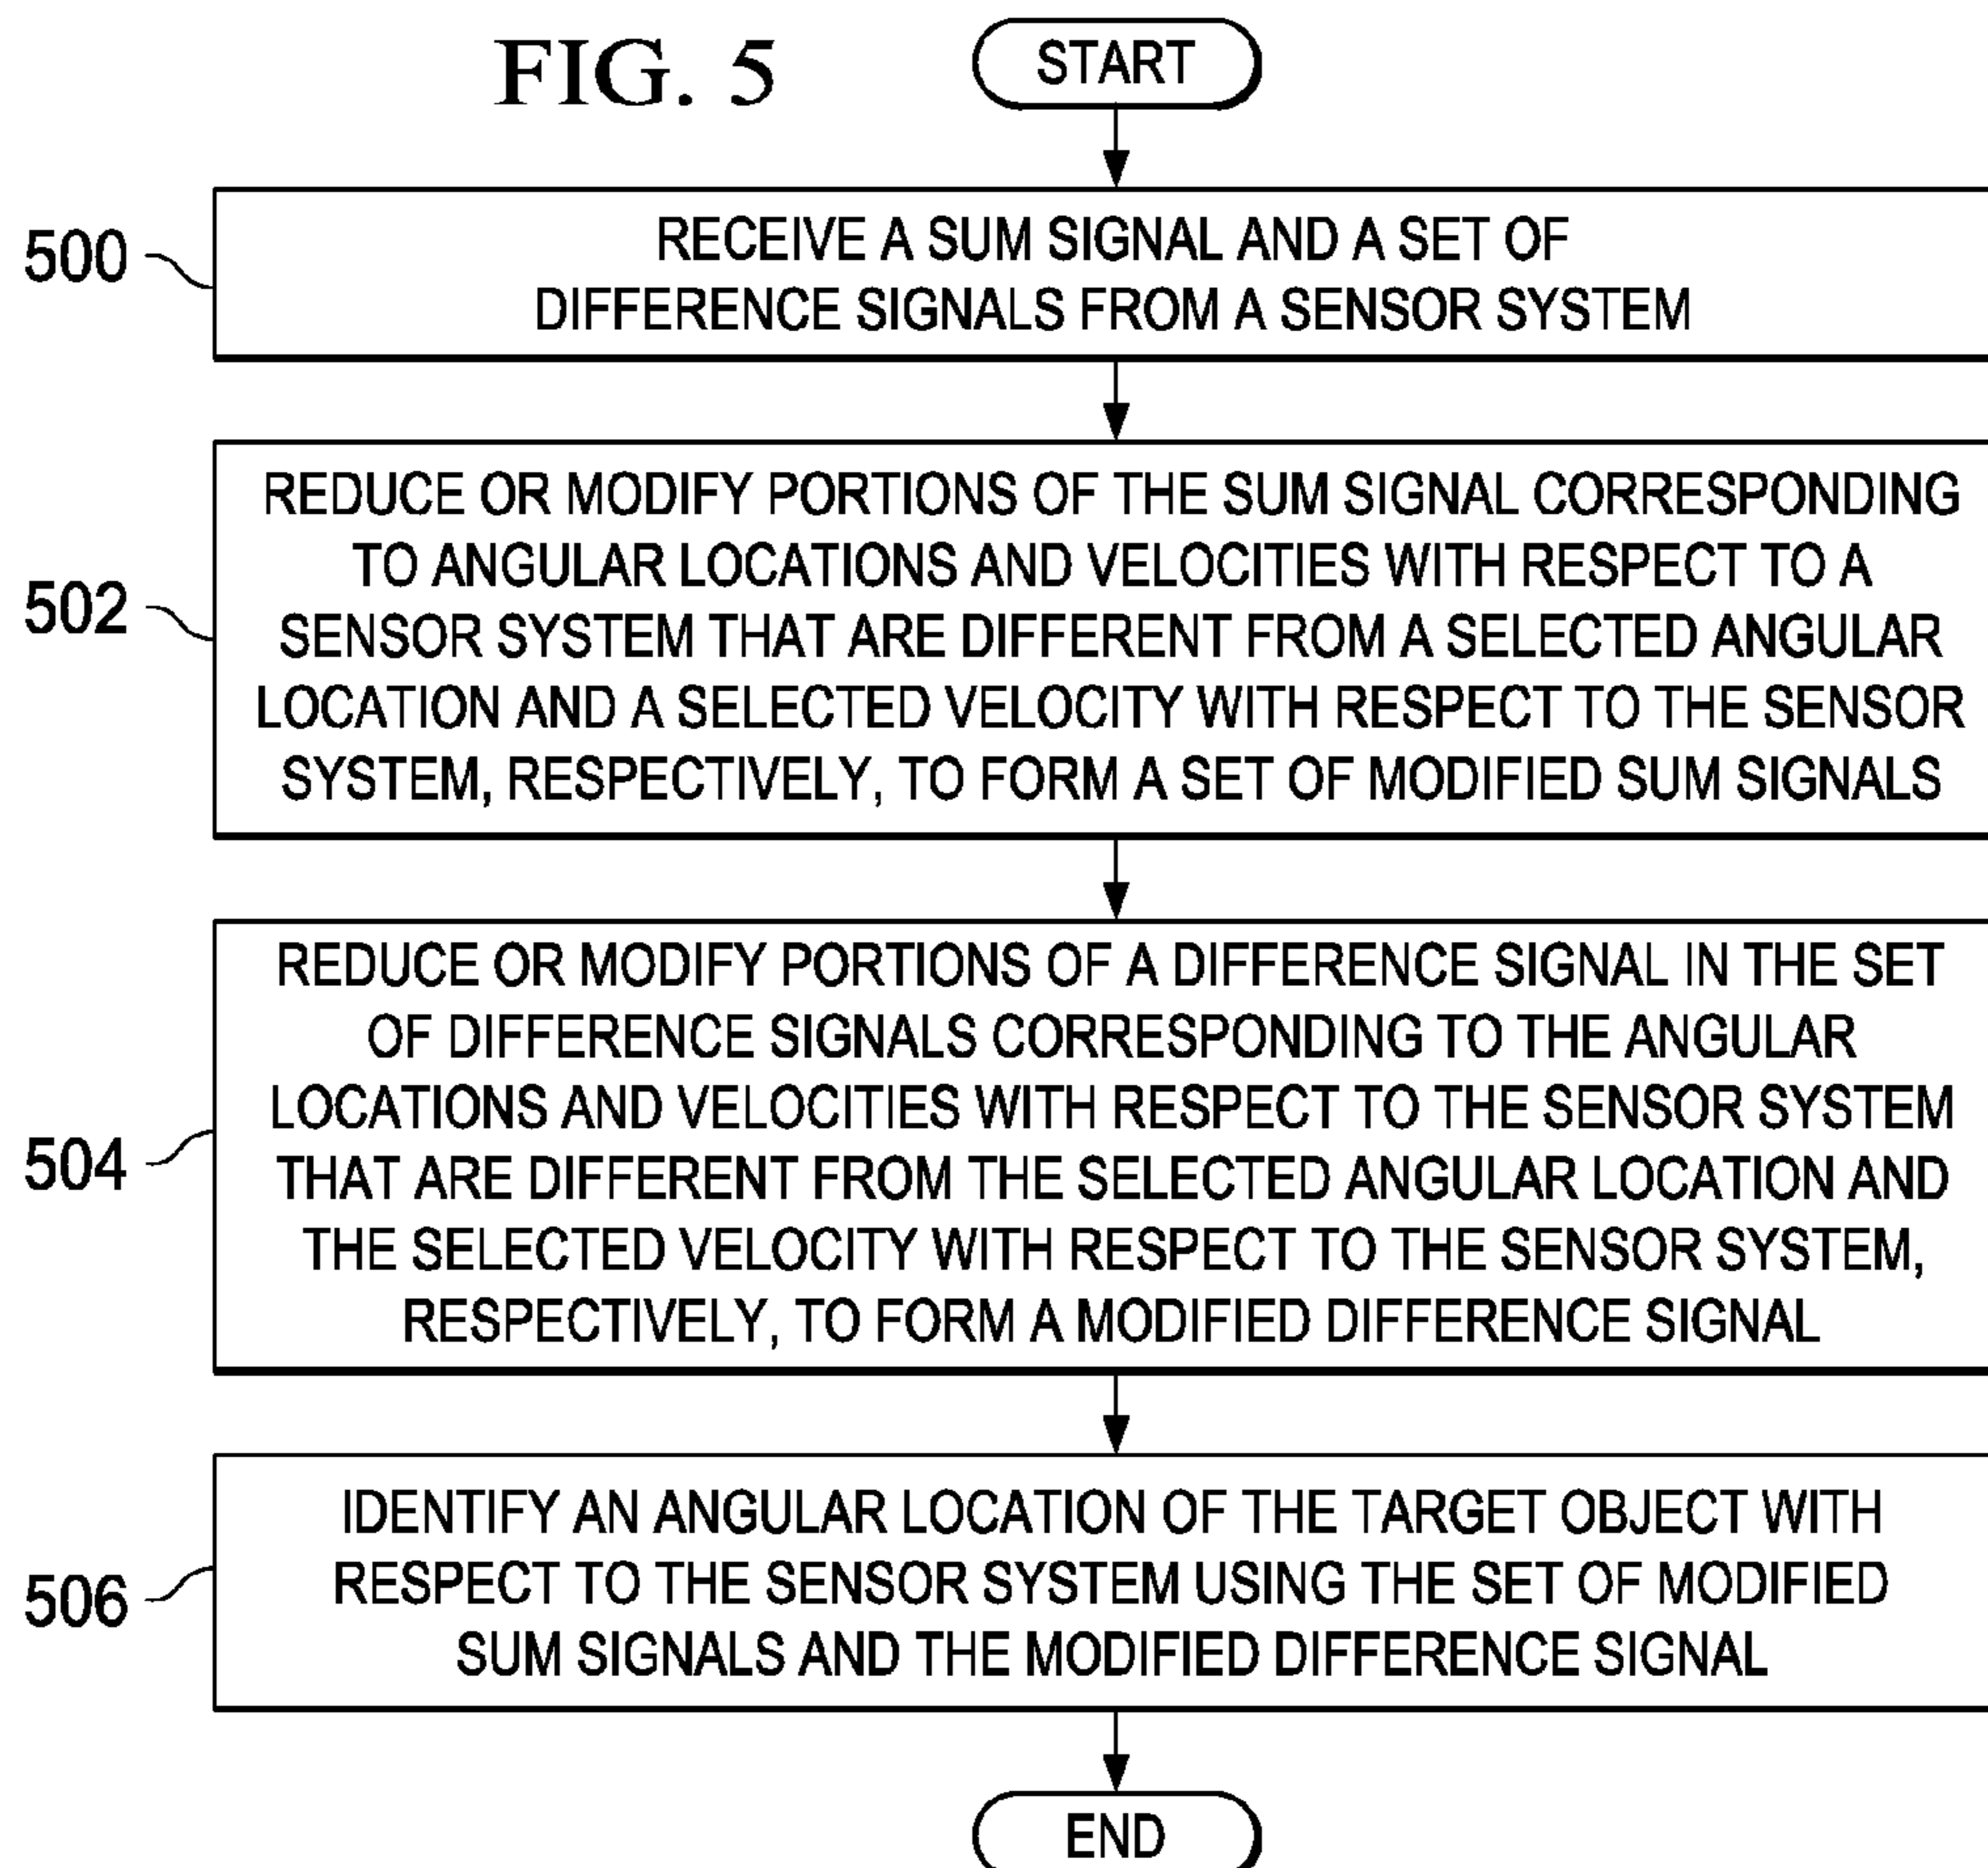 FIG. 5
START
500
RECEIVE A SUM SIGNAL AND A SET OF
DIFFERENCE SIGNALS FROM A SENSOR SYSTEM
502
REDUCE OR MODIFY PORTIONS OF THE SUM SIGNAL CORRESPONDING
TO ANGULAR LOCATIONS AND VELOCITIES WITH RESPECT TO A
SENSOR SYSTEM THAT ARE DIFFERENT FROM A SELECTED ANGULAR
LOCATION AND A SELECTED VELOCITY WITH RESPECT TO THE SENSOR
SYSTEM, RESPECTIVELY, TO FORM A SET OF MODIFIED SUM SIGNALS
504
REDUCE OR MODIFY PORTIONS OF A DIFFERENCE SIGNAL IN THE SET
OF DIFFERENCE SIGNALS CORRESPONDING TO THE ANGULAR
LOCATIONS AND VELOCITIES WITH RESPECT TO THE SENSOR SYSTEM
THAT ARE DIFFERENT FROM THE SELECTED ANGULAR LOCATION AND
THE SELECTED VELOCITY WITH RESPECT TO THE SENSOR SYSTEM,
RESPECTIVELY, TO FORM A MODIFIED DIFFERENCE SIGNAL
506
IDENTIFY AN ANGULAR LOCATION OF THE TARGET OBJECT WITH
RESPECT TO THE SENSOR SYSTEM USING THE SET OF MODIFIED
SUM SIGNALS AND THE MODIFIED DIFFERENCE SIGNAL
END